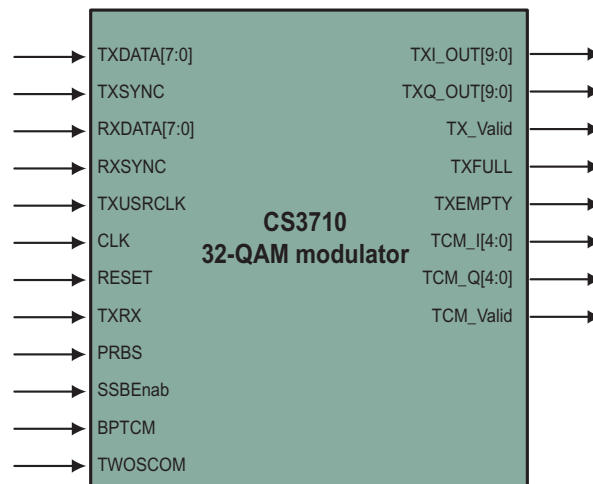 TXDATA[7:0]
TXSYNC
RXDATA[7:0]
RXSYNC
TXUSRCLK
CLK
RESET
TXRX
PRBS
SSBEnab
BPTCM
TWOSCOM
CS3710
32-QAM modulator
TXI_OUT[9:0]
TXQ_OUT[9:0]
TX_Valid
TXFULL
TXEMPTY
TCM_I[4:0]
TCM_Q[4:0]
TCM_Valid